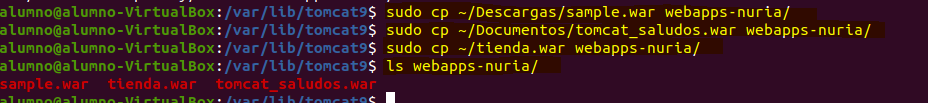 alumno@alumno-VirtualBox:/var/lib/tomcat9$ sudo cp ~/Descargas/sample.war webapps-nuria/
alumno@alumno-VirtualBox:/var/lib/tomcat9$ sudo cp ~/Documentos/tomcat_saludos.war webapps-nuria/
alumno@alumno-VirtualBox:/var/lib/tomcat9$ sudo cp ~/tienda.war webapps-nuria/
alumno@alumno-VirtualBox:/var/lib/tomcat9$ ls webapps-nuria/
sample.war  tienda.war  tomcat_saludos.war
alumno@alumno-VirtualBox:/var/lib/tomcat9$